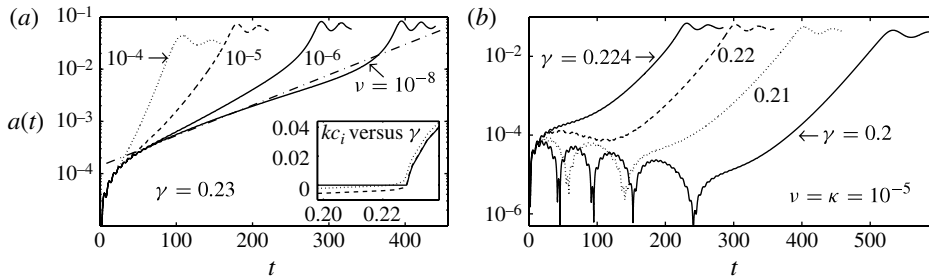 (a)
10⁻¹
10⁻²
10⁻³
10⁻⁴
a(t)
10⁻⁴
10⁻⁵
10⁻⁶
ν = 10⁻⁸
γ = 0.23
kcᵢ versus γ
0.04
0.02
0
0.20
0.22
0
100
200
300
400
t
(b)
10⁻²
10⁻⁴
10⁻⁶
γ = 0.224
0.22
0.21
γ = 0.2
ν = κ = 10⁻⁵
0
100
200
300
400
500
t